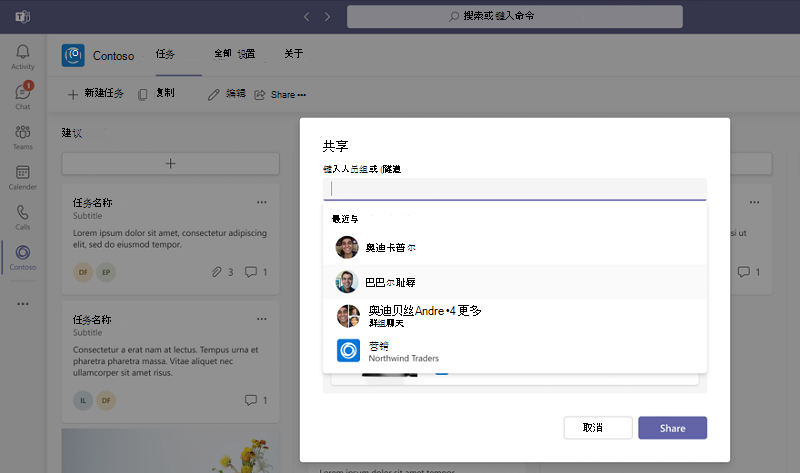 搜索或键入命令
Contoso
任务
全部 设置
关于
Activity
1
Chat
Teams
Calender
Calls
Contoso
新建任务
复制
编辑
Share
建议
任务名称
Subtitle
Lorem ipsum dolor sit amet, consectetur adipiscing
elit, sed do eiusmod tempor.
DF
EP
3
1
任务名称
Subtitle
Consectetur a erat nam at lectus. Tempus urna et
pharetra pharetra massa. Vitae aliquet nec
ullamcorper sit amet risus.
IL
DF
1
共享
键入人员组或
最近与
奥迪卡普尔
巴巴尔耻辱
奥迪贝丝Andre •4 更多
群组聊天
营销
Northwind Traders
取消
Share
si ut
1
Lorem ipsum dolor sit amet, consectetur